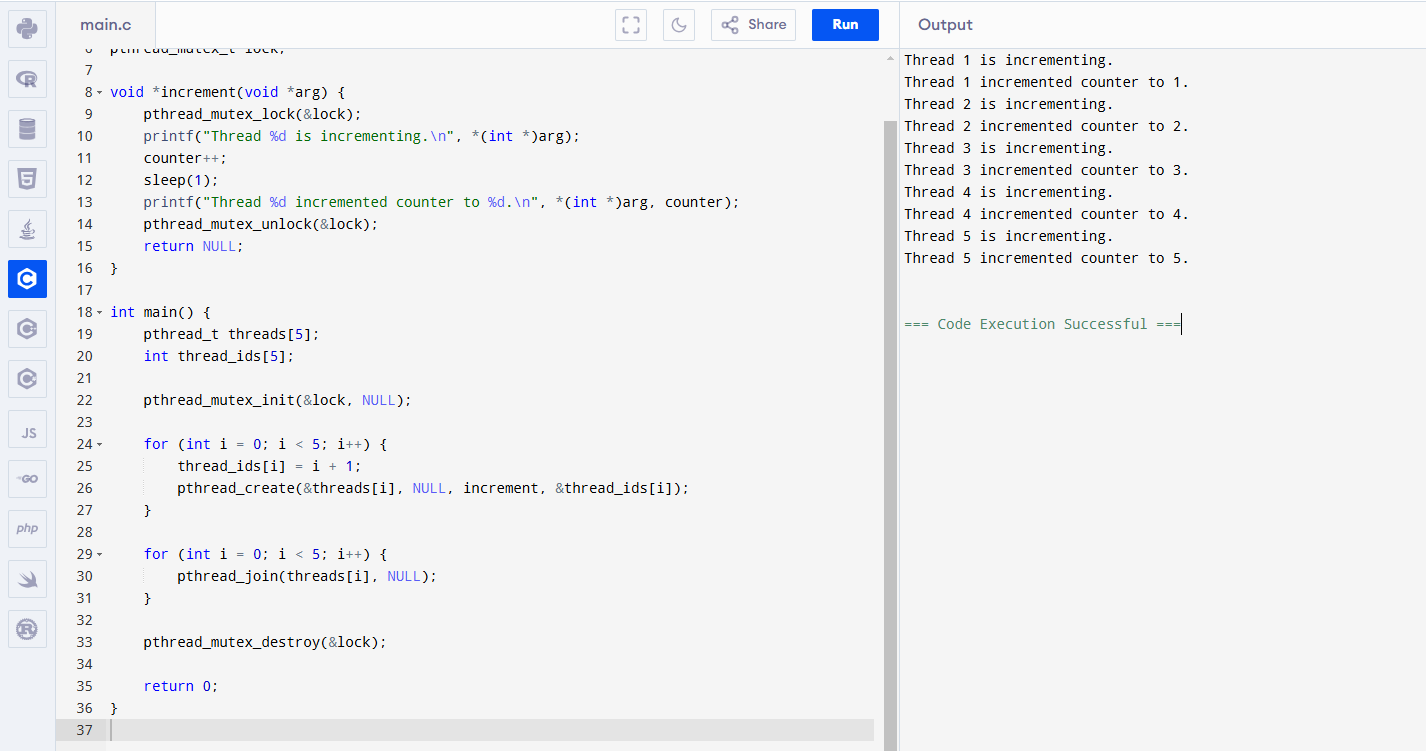 main.c
Share
Run
Output
6 pthread_mutex_t lock;
7
8 void *increment(void *arg) {
9     pthread_mutex_lock(&lock);
10     printf("Thread %d is incrementing.\n", *(int *)arg);
11     counter++;
12     sleep(1);
13     printf("Thread %d incremented counter to %d.\n", *(int *)arg, counter);
14     pthread_mutex_unlock(&lock);
15     return NULL;
16 }
17
18 int main() {
19     pthread_t threads[5];
20     int thread_ids[5];
21
22     pthread_mutex_init(&lock, NULL);
23
24     for (int i = 0; i < 5; i++) {
25         thread_ids[i] = i + 1;
26         pthread_create(&threads[i], NULL, increment, &thread_ids[i]);
27     }
28
29     for (int i = 0; i < 5; i++) {
30         pthread_join(threads[i], NULL);
31     }
32
33     pthread_mutex_destroy(&lock);
34
35     return 0;
36 }
37
Thread 1 is incrementing.
Thread 1 incremented counter to 1.
Thread 2 is incrementing.
Thread 2 incremented counter to 2.
Thread 3 is incrementing.
Thread 3 incremented counter to 3.
Thread 4 is incrementing.
Thread 4 incremented counter to 4.
Thread 5 is incrementing.
Thread 5 incremented counter to 5.
=== Code Execution Successful ===
R
5
C
C
C
JS
GO
php
R